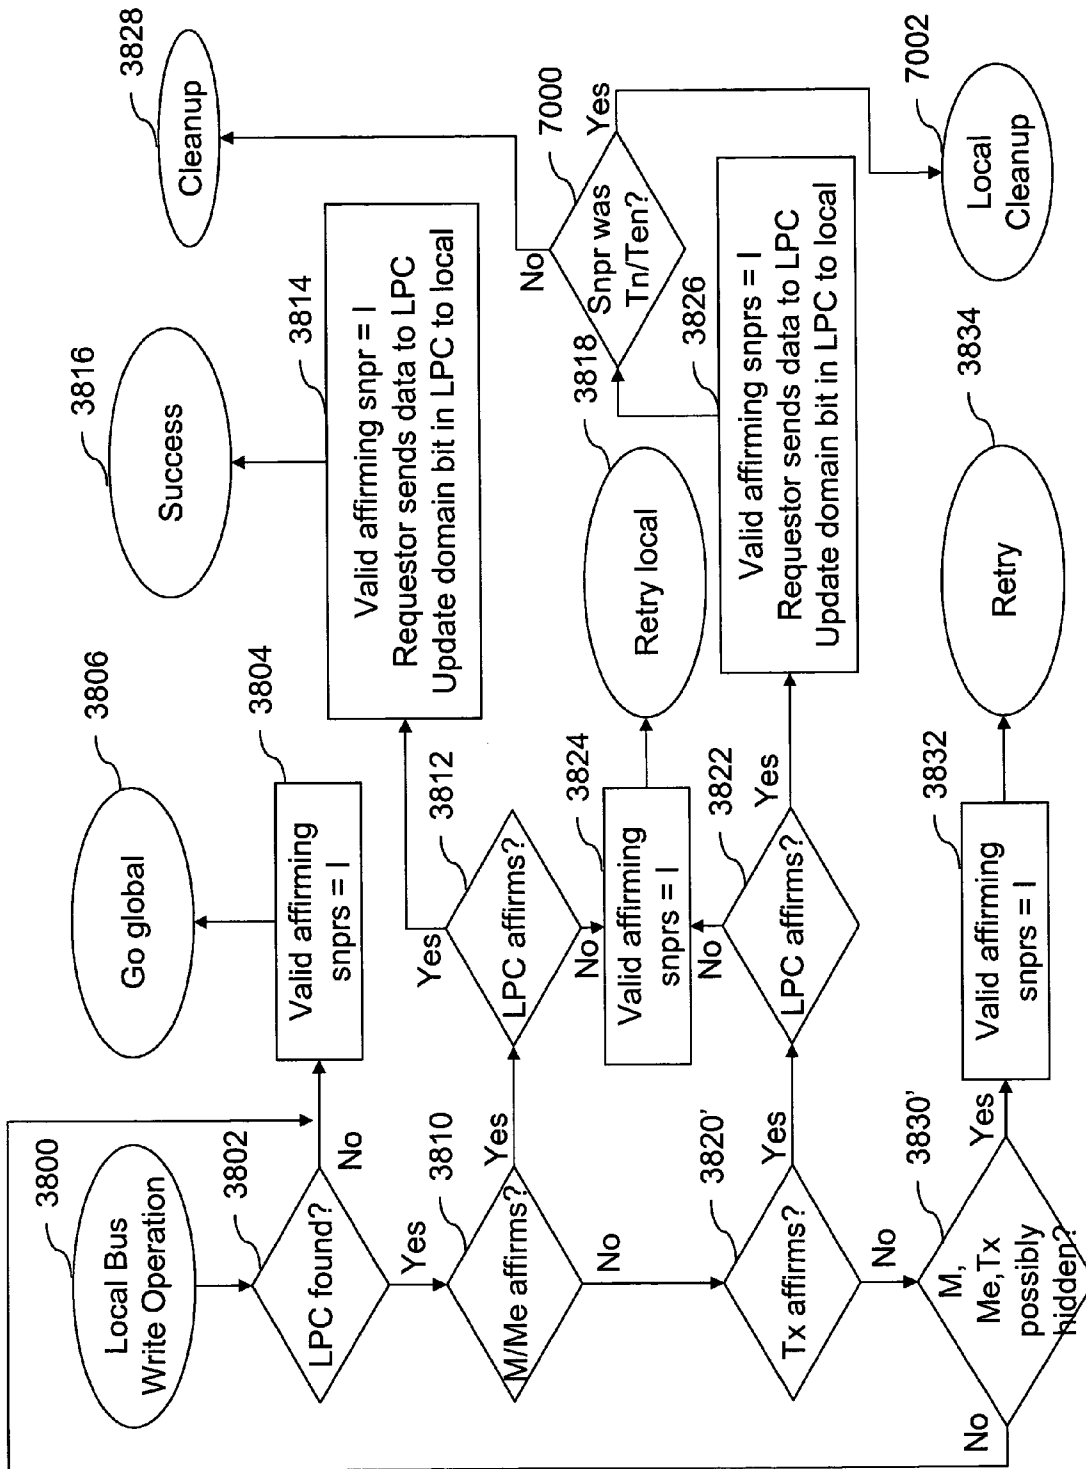 3800
Local Bus
Write Operation
3802
LPC found?
No
Yes
3804
Valid affirming
snprs = I
3806
Go global
3810
M/Me affirms?
Yes
No
3812
LPC affirms?
Yes
No
3814
Valid affirming snpr = I
Requestor sends data to LPC
Update domain bit in LPC to local
3816
Success
3820'
Tx affirms?
Yes
No
3822
LPC affirms?
No
Yes
3824
Valid affirming
snprs = I
3818
Retry local
3826
Valid affirming snprs = I
Requestor sends data to LPC
Update domain bit in LPC to local
7000
Snpr was
Tn/Ten?
No
Yes
3828
Cleanup
7002
Local
Cleanup
3830'
M,
Me,Tx
possibly
hidden?
Yes
No
3832
Valid affirming
snprs = I
3834
Retry